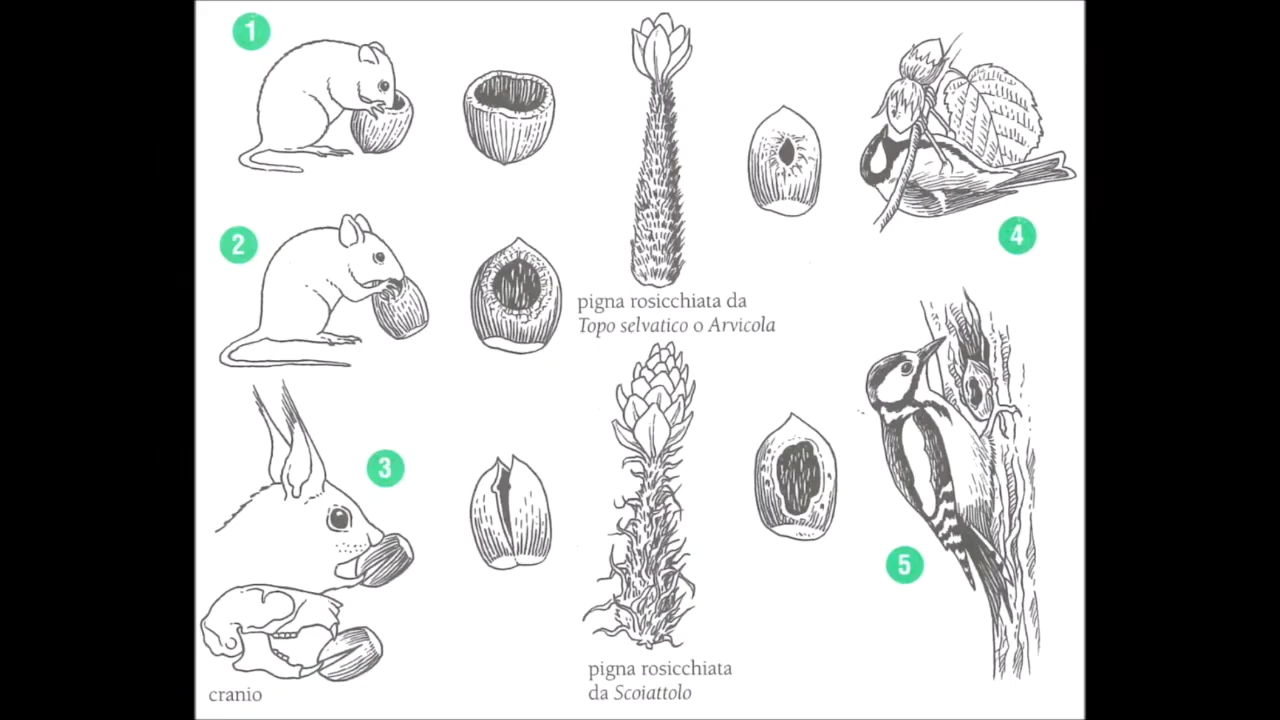 1
2
3
4
5
pigna rosicchiata da
Topo selvatico o Arvicola
pigna rosicchiata
da Scoiattolo
cranio